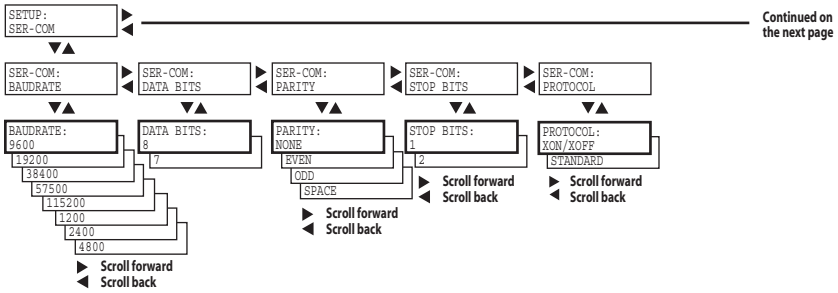 SETUP:
SER-COM
Continued on
the next page
SER-COM:
BAUDRATE
SER-COM:
DATA BITS
SER-COM:
PARITY
SER-COM:
STOP BITS
SER-COM:
PROTOCOL
BAUDRATE:
9600
19200
38400
57500
115200
1200
2400
4800
Scroll forward
Scroll back
DATA BITS:
8
7
PARITY:
NONE
EVEN
ODD
SPACE
Scroll forward
Scroll back
STOP BITS:
1
2
Scroll forward
Scroll back
PROTOCOL:
XON/XOFF
STANDARD
Scroll forward
Scroll back